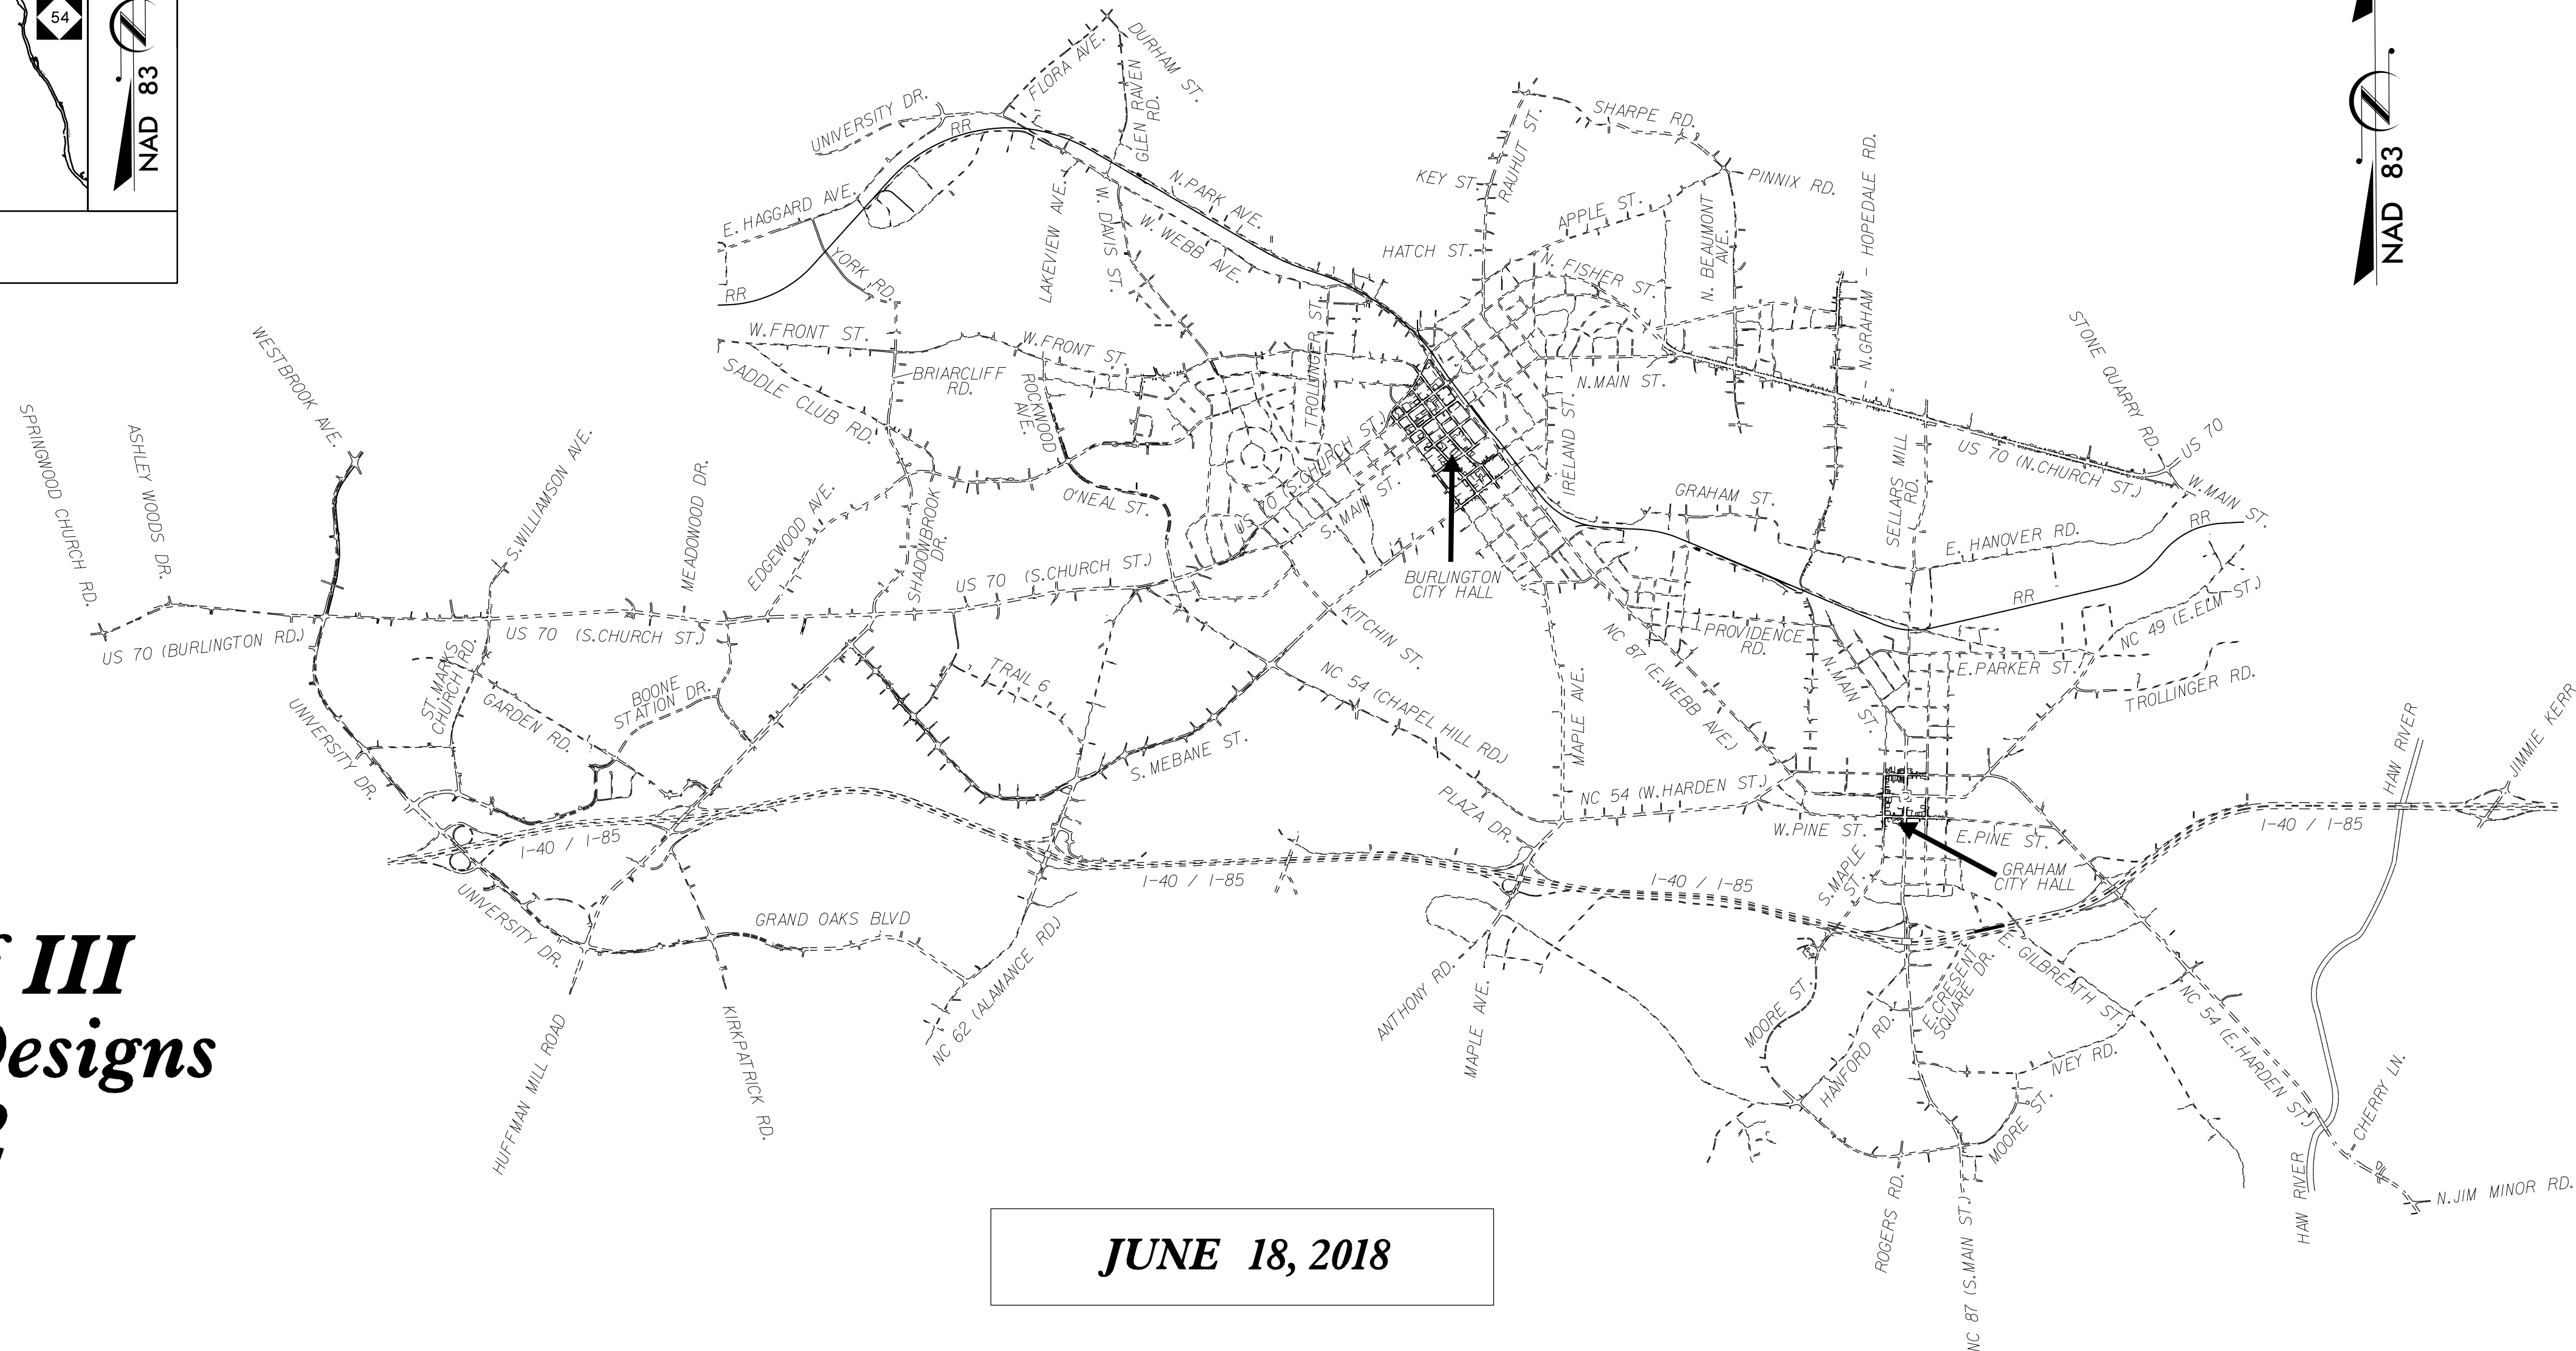 54
NAD 83
NAD 83
FLORA AVE.
DURHAM ST.
GLEN RAVEN
RD.
UNIVERSITY DR.
RR
SHARPE RD.
RAUHUT ST.
KEY ST.
PINNIX RD.
N.GRAHAM - HOPEDALE RD.
N.PARK AVE.
E. HAGGARD AVE.
LAKEVIEW AVE.
W. DAVIS ST.
W. WEBB AVE.
APPLE ST.
N. BEAUMONT
AVE.
HATCH ST.
N. FISHER ST.
YORK RD.
RR
W.FRONT ST.
W.FRONT ST.
TROLLINGER ST.
BRIARCLIFF
RD.
SADDLE CLUB RD.
ROCKWOOD
AVE.
N.MAIN ST.
IRELAND ST.
STONE QUARRY RD.
US 70
US 70 (N.CHURCH ST.)
W.MAIN ST.
WESTBROOK AVE.
SPRINGWOOD CHURCH RD.
ASHLEY WOODS DR.
S.WILLIAMSON AVE.
MEADOWOOD DR.
EDGEWOOD AVE.
SHADOWBROOK
DR.
O'NEAL ST.
US 70 (S.CHURCH ST.)
S.MAIN ST.
GRAHAM ST.
SELLARS MILL
RD.
E. HANOVER RD.
RR
RR
BURLINGTON
CITY HALL
US 70 (S.CHURCH ST.)
US 70 (BURLINGTON RD.)
US 70 (S.CHURCH ST.)
KITCHIN ST.
PROVIDENCE
RD.
NC 87 (E.WEBB AVE.)
N.MAIN ST.
E.PARKER ST.
NC 49 (E.ELM ST.)
TROLLINGER RD.
ST.MARKS
CHURCH RD.
GARDEN RD.
BOONE
STATION DR.
TRAIL 6
NC 54 (CHAPEL HILL RD.)
MAPLE AVE.
UNIVERSITY DR.
S. MEBANE ST.
PLAZA DR.
NC 54 (W.HARDEN ST.)
W.PINE ST.
E.PINE ST.
HAW RIVER
JIMMIE KERR
I-40 / I-85
I-40 / I-85
I-40 / I-85
I-40 / I-85
GRAHAM
CITY HALL
S.MAPLE
ST.
UNIVERSITY DR.
GRAND OAKS BLVD
NC 62 (ALAMANCE RD.)
ANTHONY RD.
MAPLE AVE.
MOORE ST.
HANFORD RD.
E.CRESENT
SQUARE DR.
E. GILBREATH ST.
NC 54 (E.HARDEN ST.)
IVEY RD.
MOORE ST.
HUFFMAN MILL ROAD
KIRKPATRICK RD.
ROGERS RD.
NC 87 (S.MAIN ST.)
HAW RIVER
CHERRY LN.
N.JIM MINOR RD.
III
Designs
JUNE 18, 2018